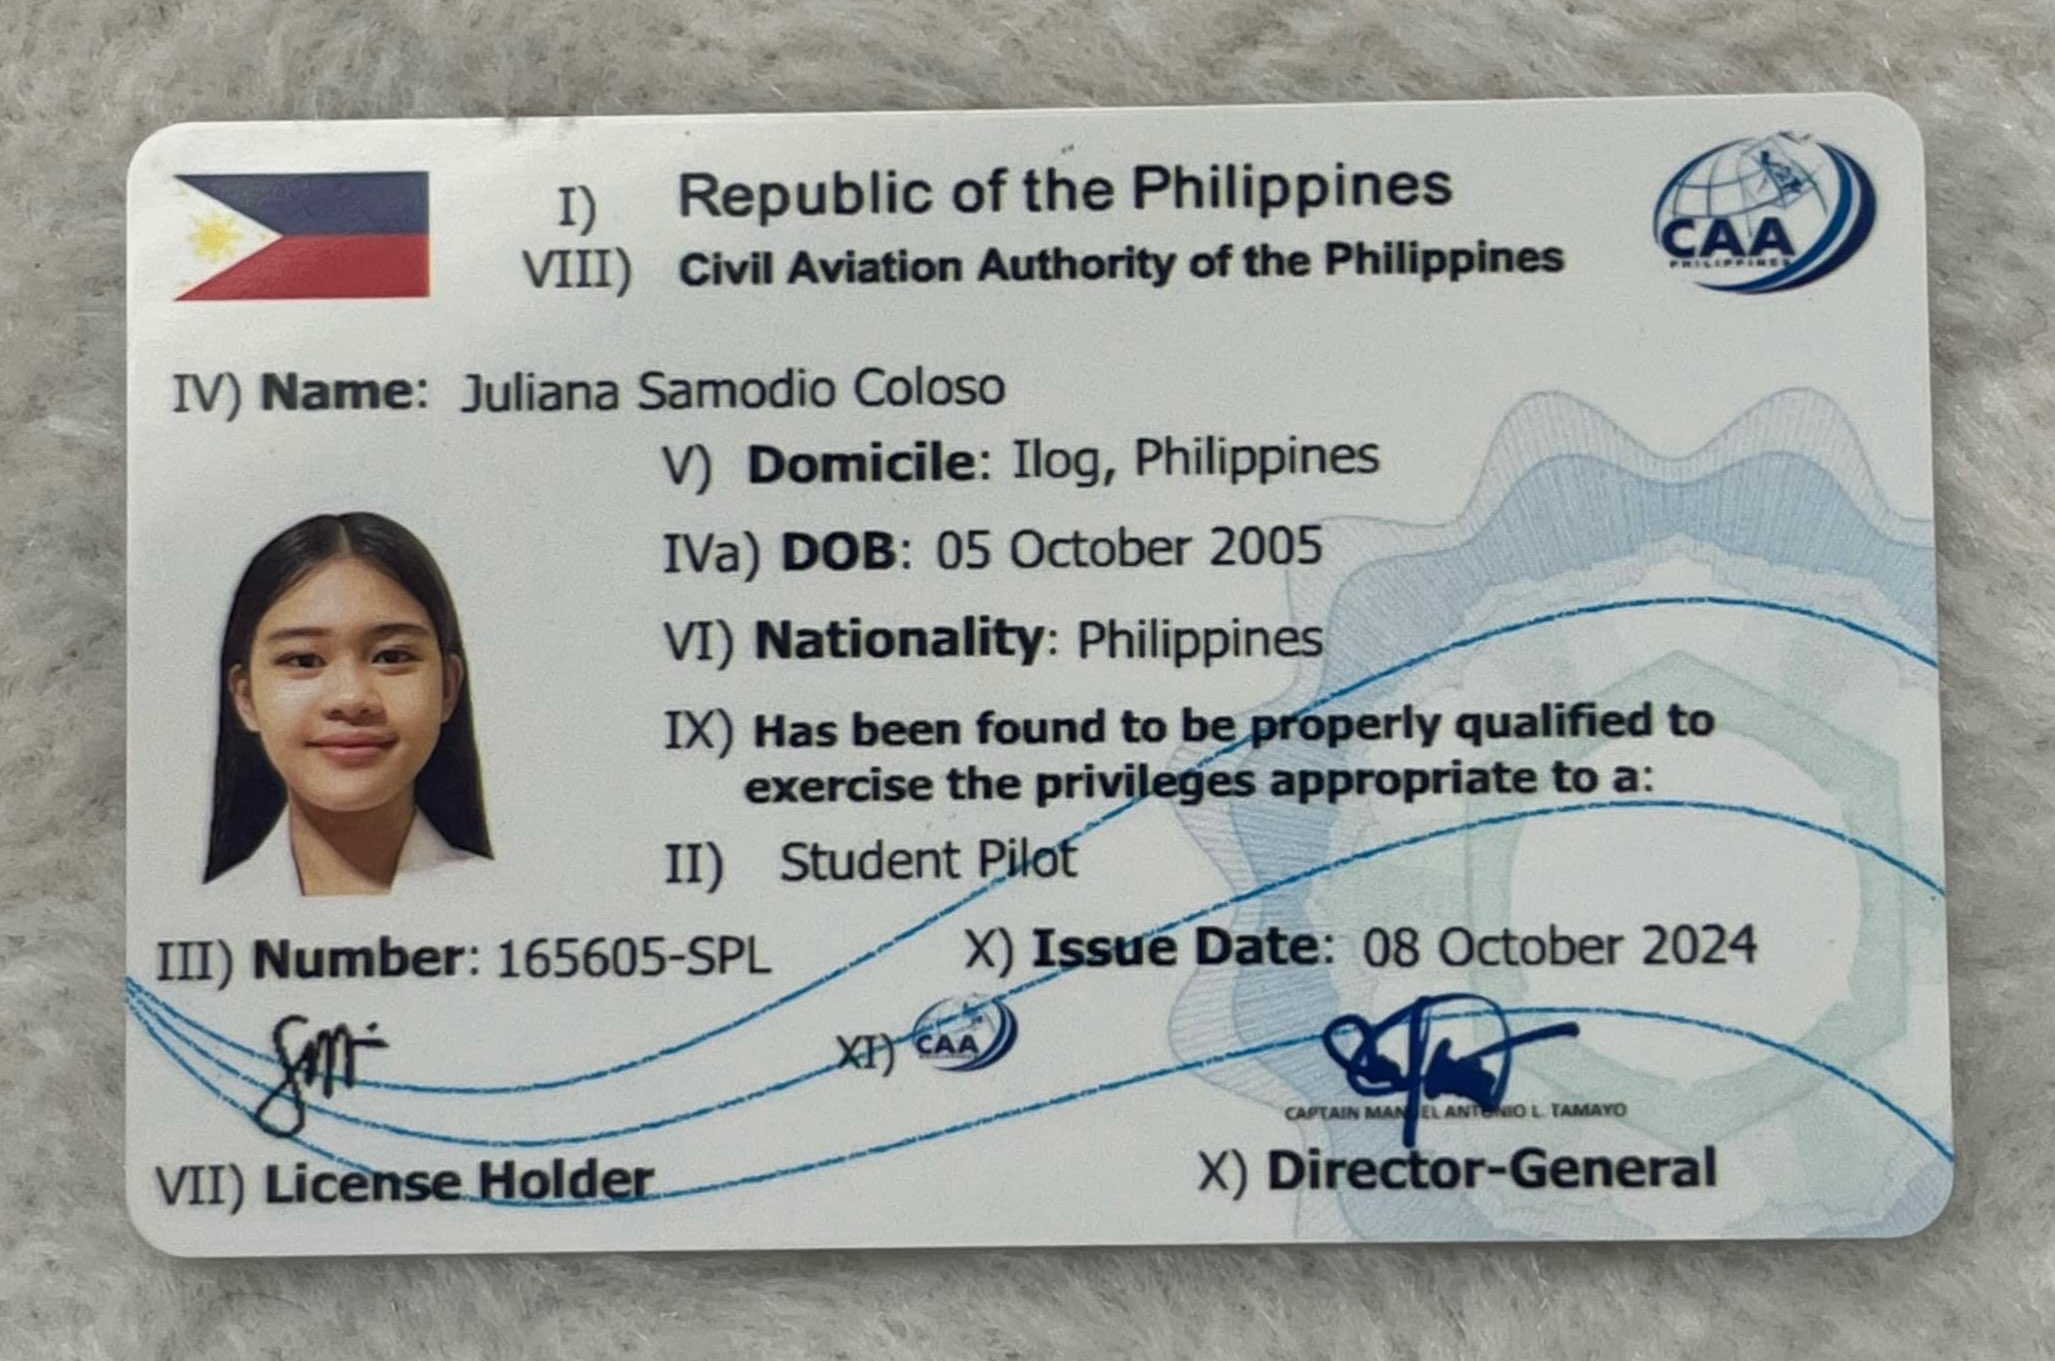 I) Republic of the Philippines
VIII) Civil Aviation Authority of the Philippines
CAA
PHILIPPINES
IV) Name: Juliana Samodio Coloso
V) Domicile: Ilog, Philippines
IVa) DOB: 05 October 2005
VI) Nationality: Philippines
IX) Has been found to be properly qualified to
exercise the privileges appropriate to a:
II) Student Pilot
III) Number: 165605-SPL X) Issue Date: 08 October 2024
XI) CAA
CAPTAIN MANUEL ANTONIO L. TAMAYO
VII) License Holder X) Director-General